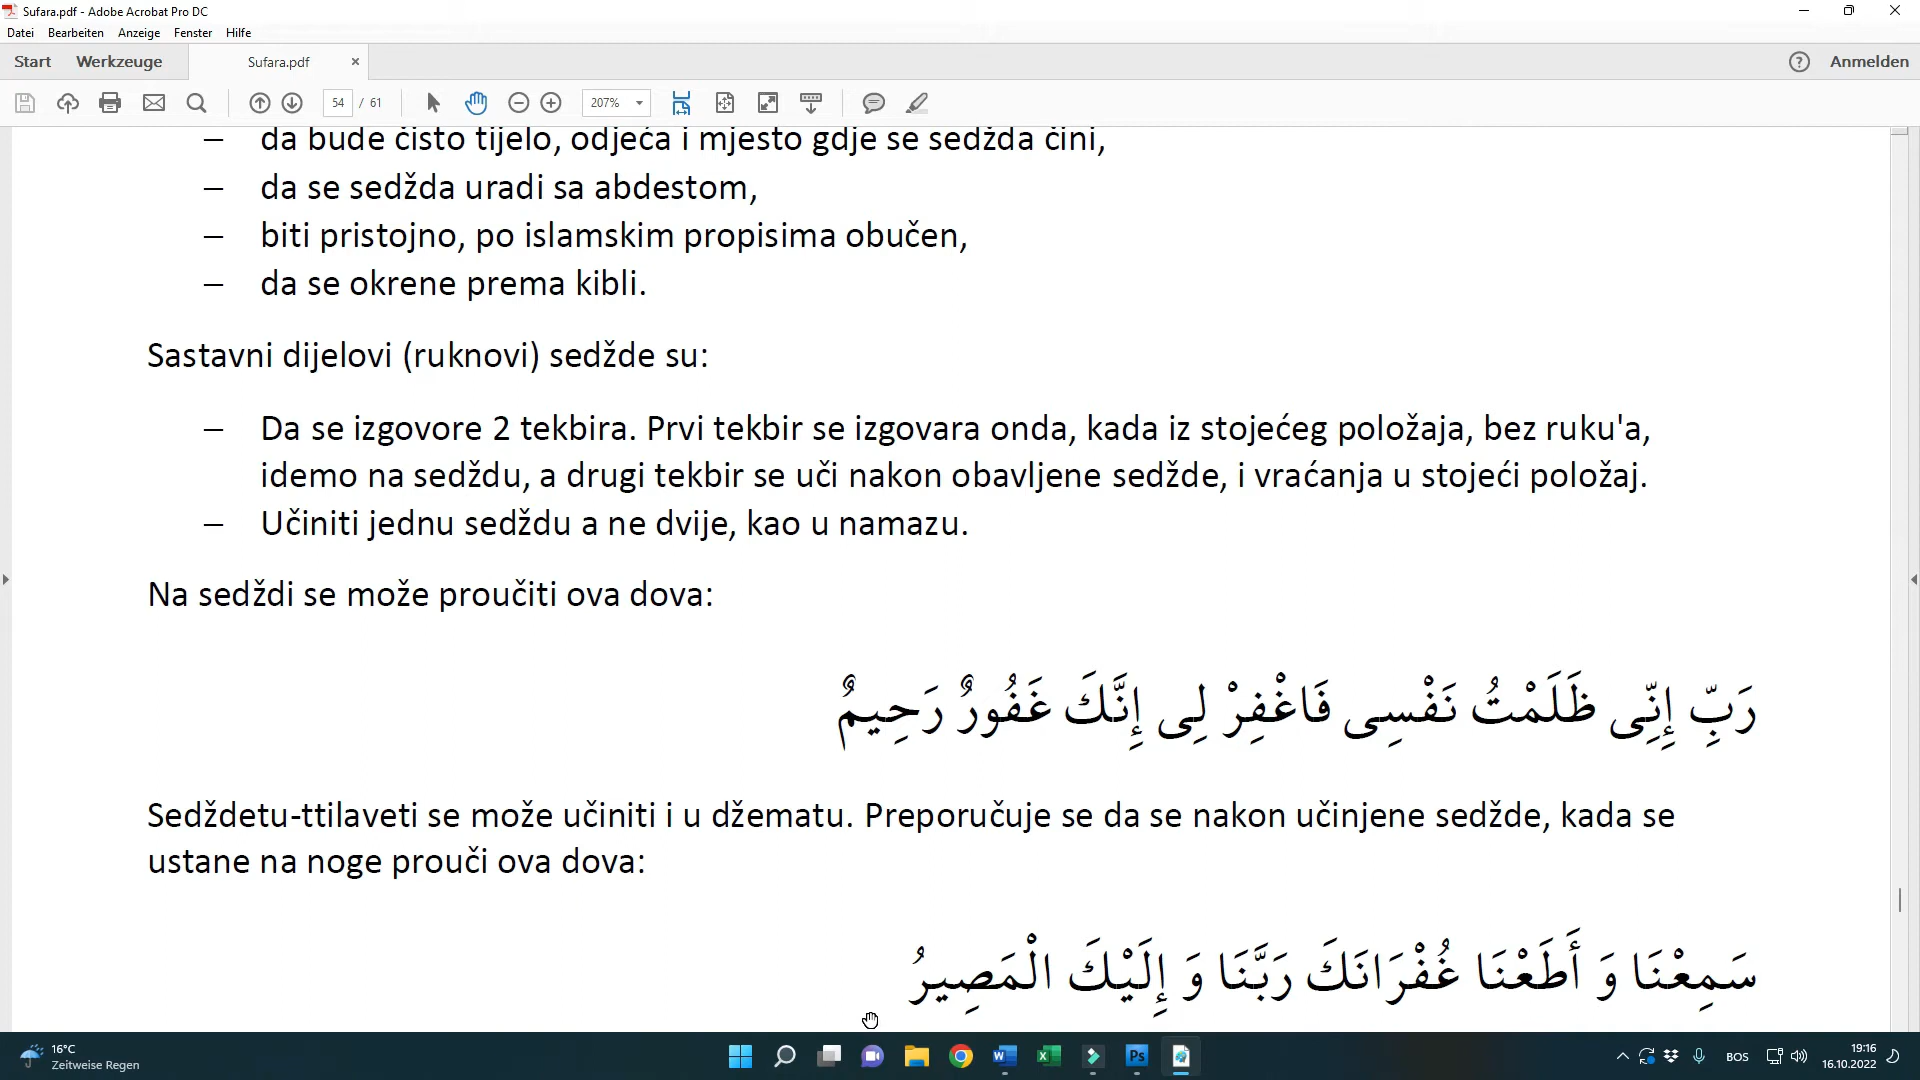 Sufara.pdf - Adobe Acrobat Pro DC
Datei Bearbeiten Anzeige Fenster Hilfe
Start Werkzeuge Sufara.pdf × ? Anmelden
54 / 61 207%
– da bude čisto tijelo, odjeća i mjesto gdje se sedžda čini,
– da se sedžda uradi sa abdestom,
– biti pristojno, po islamskim propisima obučen,
– da se okrene prema kibli.
Sastavni dijelovi (ruknovi) sedžde su:
– Da se izgovore 2 tekbira. Prvi tekbir se izgovara onda, kada iz stojećeg položaja, bez ruku'a,
idemo na sedždu, a drugi tekbir se uči nakon obavljene sedžde, i vraćanja u stojeći položaj.
– Učiniti jednu sedždu a ne dvije, kao u namazu.
Na sedždi se može proučiti ova dova:
رَبِّ إِنِّى ظَلَمْتُ نَفْسِى فَاغْفِرْ لِى إِنَّكَ غَفُورٌ رَحِيمٌ
Sedždetu-ttilaveti se može učiniti i u džematu. Preporučuje se da se nakon učinjene sedžde, kada se
ustane na noge prouči ova dova:
سَمِعْنَا وَ أَطَعْنَا غُفْرَانَكَ رَبَّنَا وَ إِلَيْكَ الْمَصِيرُ
16°C
Zeitweise Regen
W X Ps
BOS
19:16
16.10.2022